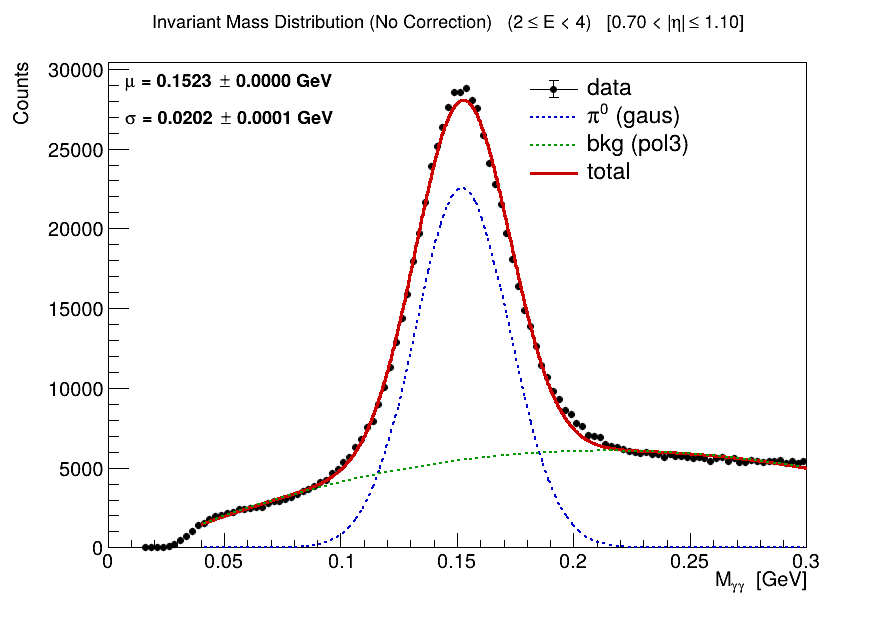 Invariant Mass Distribution (No Correction) (2 ≤ E < 4) [0.70 < |η| ≤ 1.10]
Counts
μ = 0.1523 ± 0.0000 GeV
σ = 0.0202 ± 0.0001 GeV
data
π⁰ (gaus)
bkg (pol3)
total
30000
25000
20000
15000
10000
5000
0
0 0.05 0.1 0.15 0.2 0.25 0.3
Mγγ [GeV]